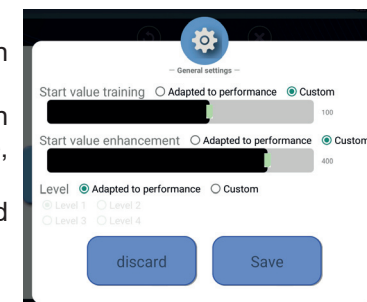 n
— General settings —
Start value training Adapted to performance Custom
n
100
Start value enhancement Adapted to performance Custom
,
400
Level Adapted to performance Custom
Level 1 Level 2
d
Level 3 Level 4
discard Save